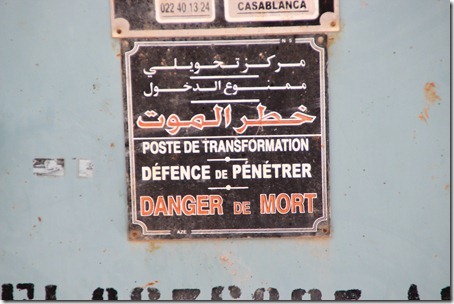 022 40 13 24
CASABLANCA
N 5
مركز تحويلي
ممنوع الدخول
خطر الموت
POSTE DE TRANSFORMATION
DÉFENCE DE PÉNÉTRER
DANGER DE MORT